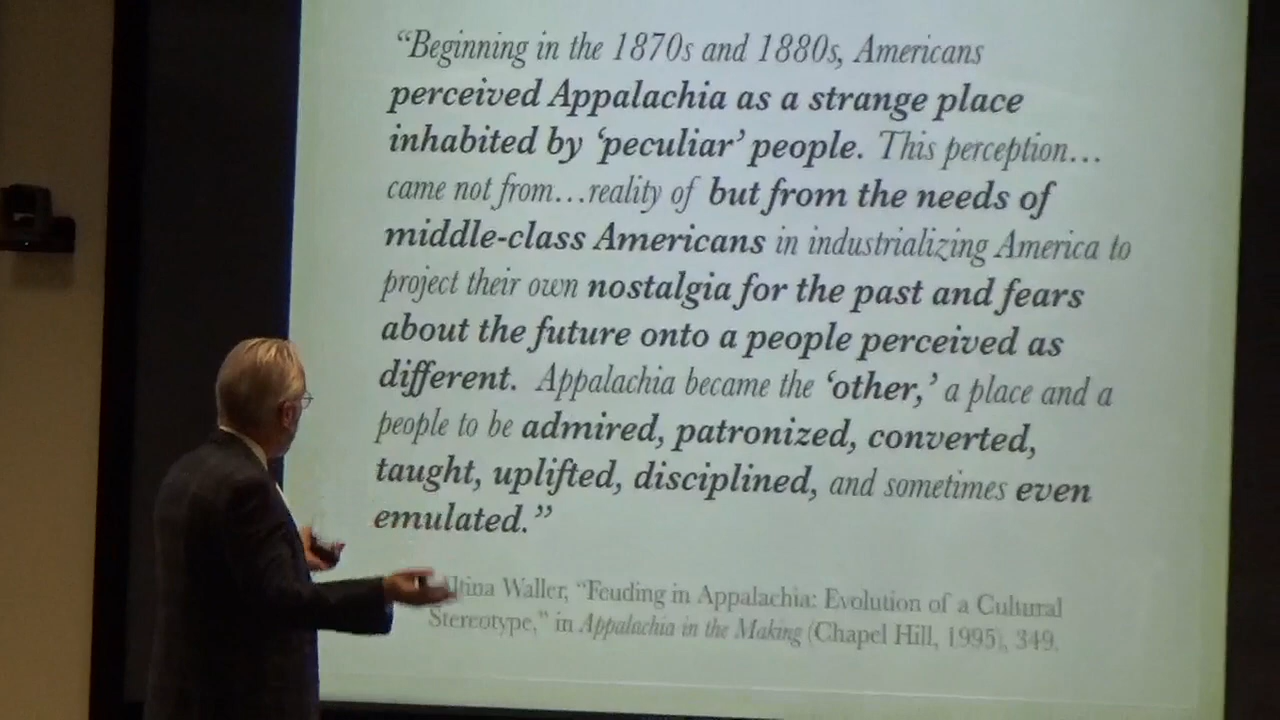 “Beginning in the 1870s and 1880s, Americans
perceived Appalachia as a strange place
inhabited by ‘peculiar’ people. This perception…
came not from…reality of but from the needs of
middle-class Americans in industrializing America to
project their own nostalgia for the past and fears
about the future onto a people perceived as
different. Appalachia became the ‘other,’ a place and a
people to be admired, patronized, converted,
taught, uplifted, disciplined, and sometimes even
emulated.”
Altina Waller, “Feuding in Appalachia: Evolution of a Cultural
Stereotype,” in Appalachia in the Making (Chapel Hill, 1995), 349.